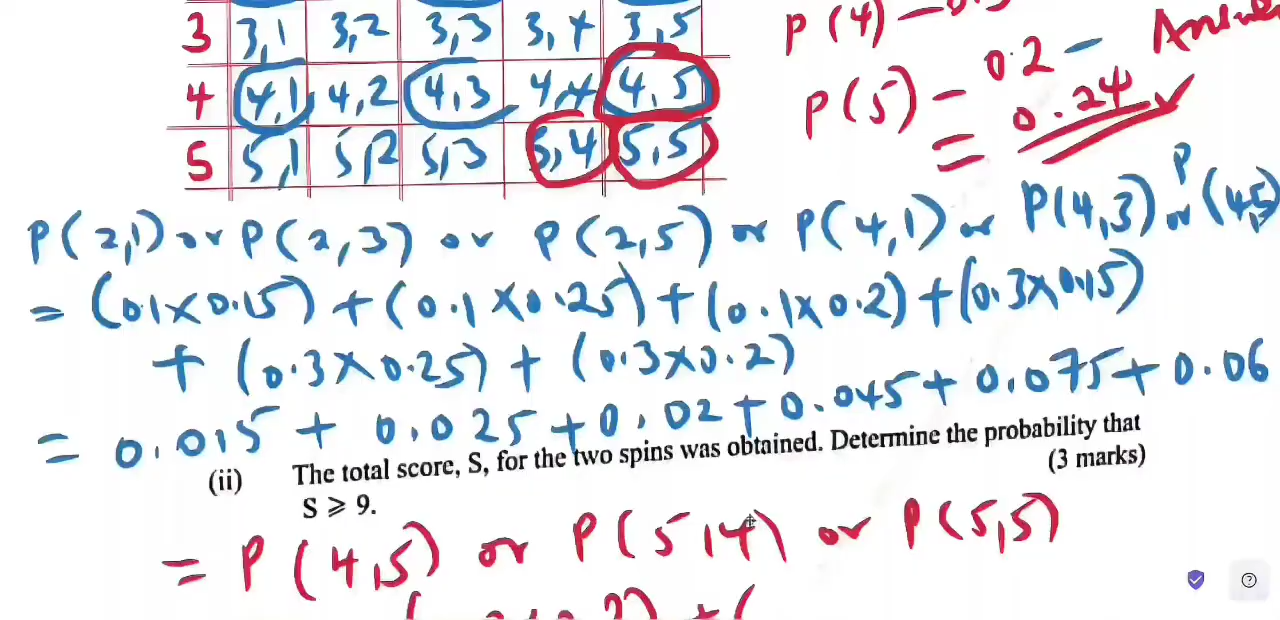 3 3,1 3,2 3,3 3,4 3,5
4 4,1 4,2 4,3 4,4 4,5
5 5,1 5,2 5,3 5,4 5,5
P(4) - 0.3
P(5) - 0.2 - Answer
= 0.24 ✓
P(2,1) or P(2,3) or P(2,5) or P(4,1) or P(4,3) or P(4,5)
= (0.1×0.15) + (0.1×0.25) + (0.1×0.2) + (0.3×0.15)
+ (0.3×0.25) + (0.3×0.2)
= 0.015 + 0.025 + 0.02 + 0.045 + 0.075 + 0.06
(ii) The total score, S, for the two spins was obtained. Determine the probability that
S ⩾ 9. (3 marks)
= P(4,5) or P(5,4) or P(5,5)